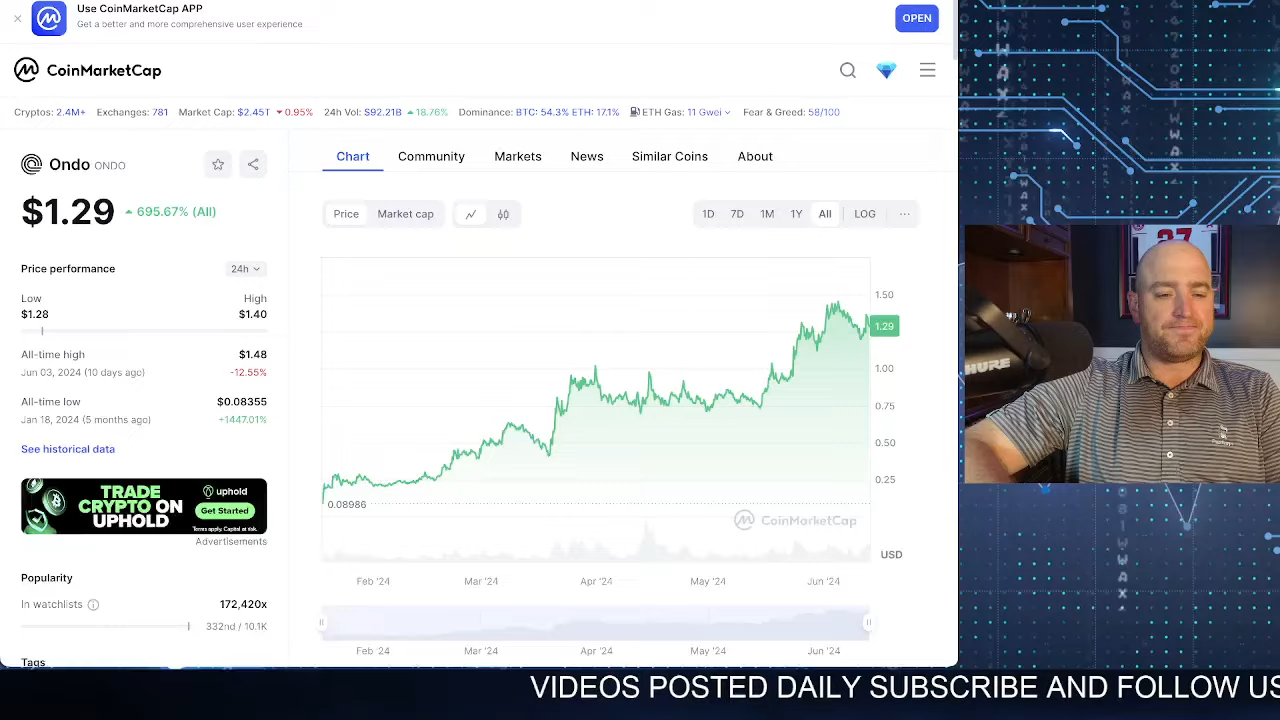 Use CoinMarketCap APP
Get a better and more comprehensive user experience
OPEN
CoinMarketCap
Cryptos: 2.4M+ Exchanges: 781 Market Cap: $2.45T 0.95% 24h Vol: $92.21B 18.76% Dominance: BTC: 54.3% ETH: 17.1% ETH Gas: 11 Gwei Fear & Greed: 58/100
Ondo ONDO
$1.29 695.67% (All)
Price performance 24h
Low High
$1.28 $1.40
All-time high $1.48
Jun 03, 2024 (10 days ago) -12.55%
All-time low $0.08355
Jan 18, 2024 (5 months ago) +1447.01%
See historical data
TRADE CRYPTO ON UPHOLD
uphold
Get Started
Terms apply. Capital at risk.
Advertisements
Popularity
In watchlists 172,420x
332nd / 10.1K
Tags
Chart Community Markets News Similar Coins About
Price Market cap 1D 7D 1M 1Y All LOG ...
1.50
1.29
1.00
0.75
0.50
0.25
0.08986
CoinMarketCap
USD
Feb '24 Mar '24 Apr '24 May '24 Jun '24
Feb '24 Mar '24 Apr '24 May '24 Jun '24
27
SHURE
VIDEOS POSTED DAILY SUBSCRIBE AND FOLLOW US